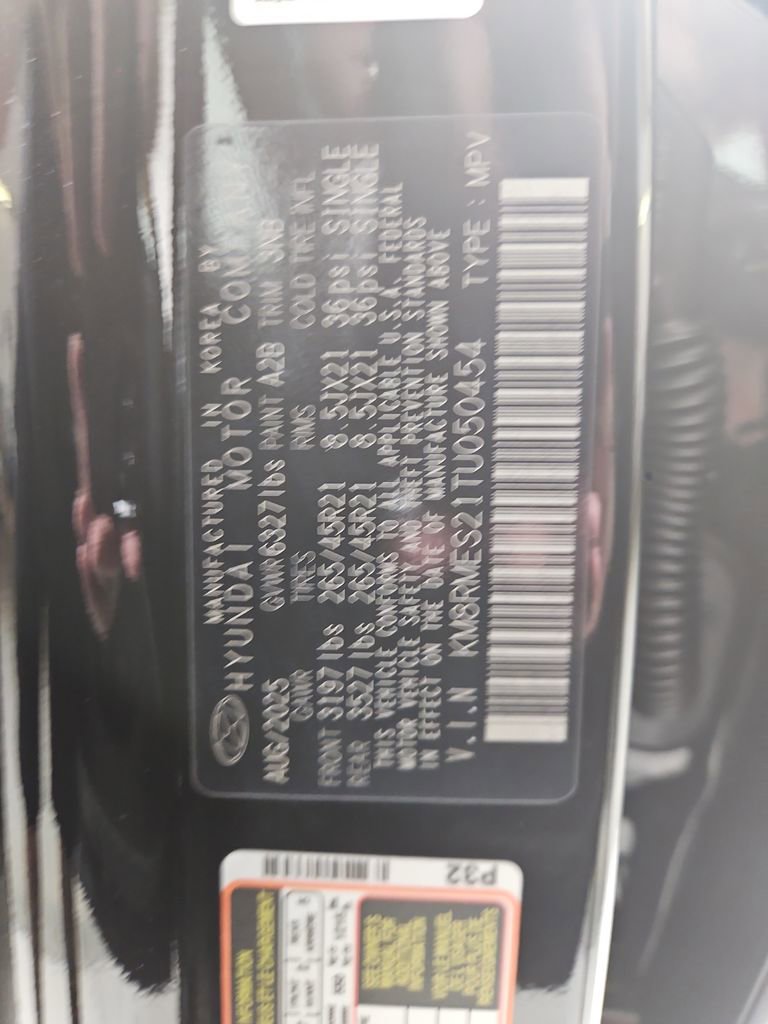 MANUFACTURED IN KOREA BY
HYUNDAI MOTOR COMPANY
AUG/2025 GVWR 6327 lbs PAINT A2B TRIM 3NB
GAWR TIRES RIMS COLD TIRE INFL
FRONT 3197 lbs 265/45R21 8.5JX21 36psi SINGLE
REAR 3527 lbs 265/45R21 8.5JX21 36psi SINGLE
THIS VEHICLE CONFORMS TO ALL APPLICABLE U.S.A. FEDERAL
MOTOR VEHICLE SAFETY AND THEFT PREVENTION STANDARDS
IN EFFECT ON THE DATE OF MANUFACTURE SHOWN ABOVE
V.I.N KM8RMES21TU050454 TYPE : MPV
P32